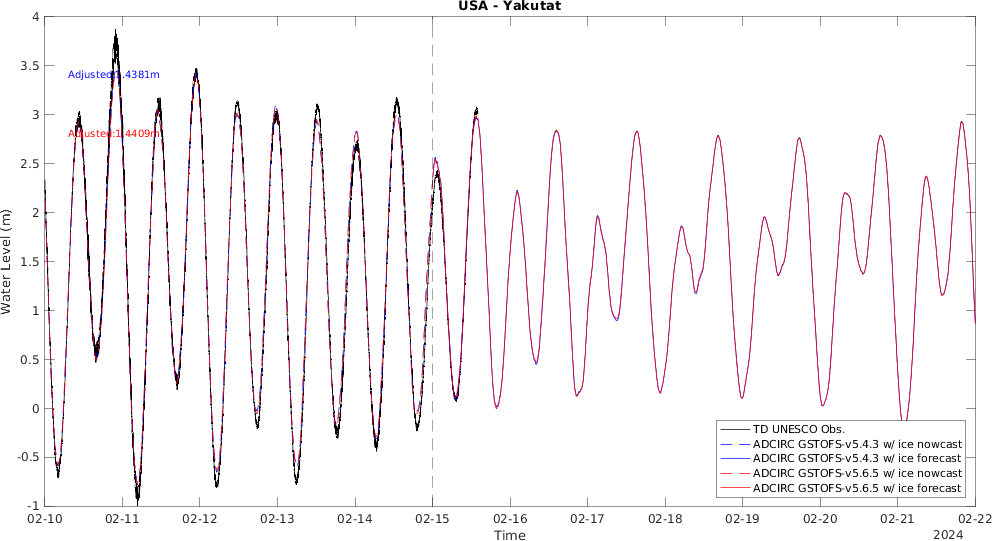 USA - Yakutat
4
3.5
3
2.5
2
1.5
1
0.5
0
-0.5
-1
Water Level (m)
Adjusted:1.4381m
Adjusted:1.4409m
TD UNESCO Obs.
ADCIRC GSTOFS-v5.4.3 w/ ice nowcast
ADCIRC GSTOFS-v5.4.3 w/ ice forecast
ADCIRC GSTOFS-v5.6.5 w/ ice nowcast
ADCIRC GSTOFS-v5.6.5 w/ ice forecast
02-10 02-11 02-12 02-13 02-14 02-15 02-16 02-17 02-18 02-19 02-20 02-21 02-22
Time
2024